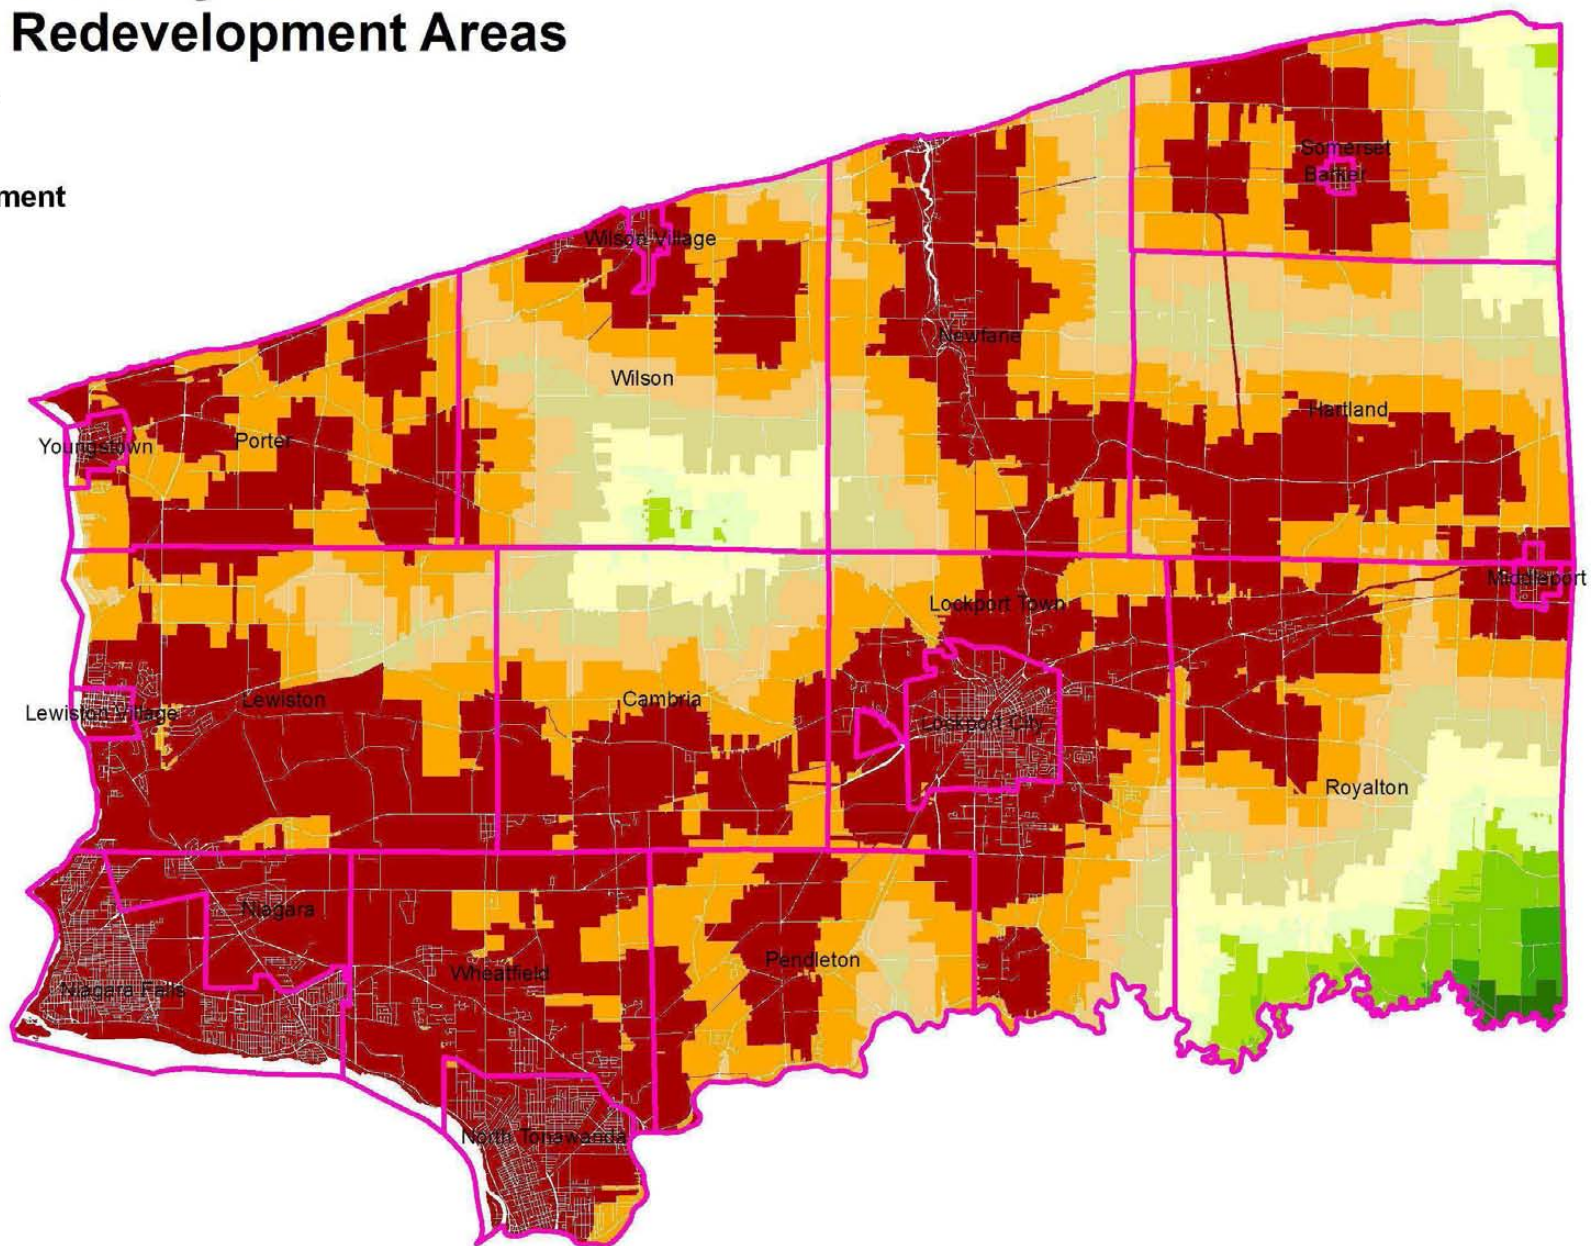 Redevelopment Areas
ment
Somerset
Barker
Wilson Village
Newfane
Wilson
Hartland
Youngstown
Porter
Middleport
Lockport Town
Lewiston
Cambria
Lewiston Village
Lockport City
Royalton
Niagara
Pendleton
Wheatfield
Niagara Falls
North Tonawanda